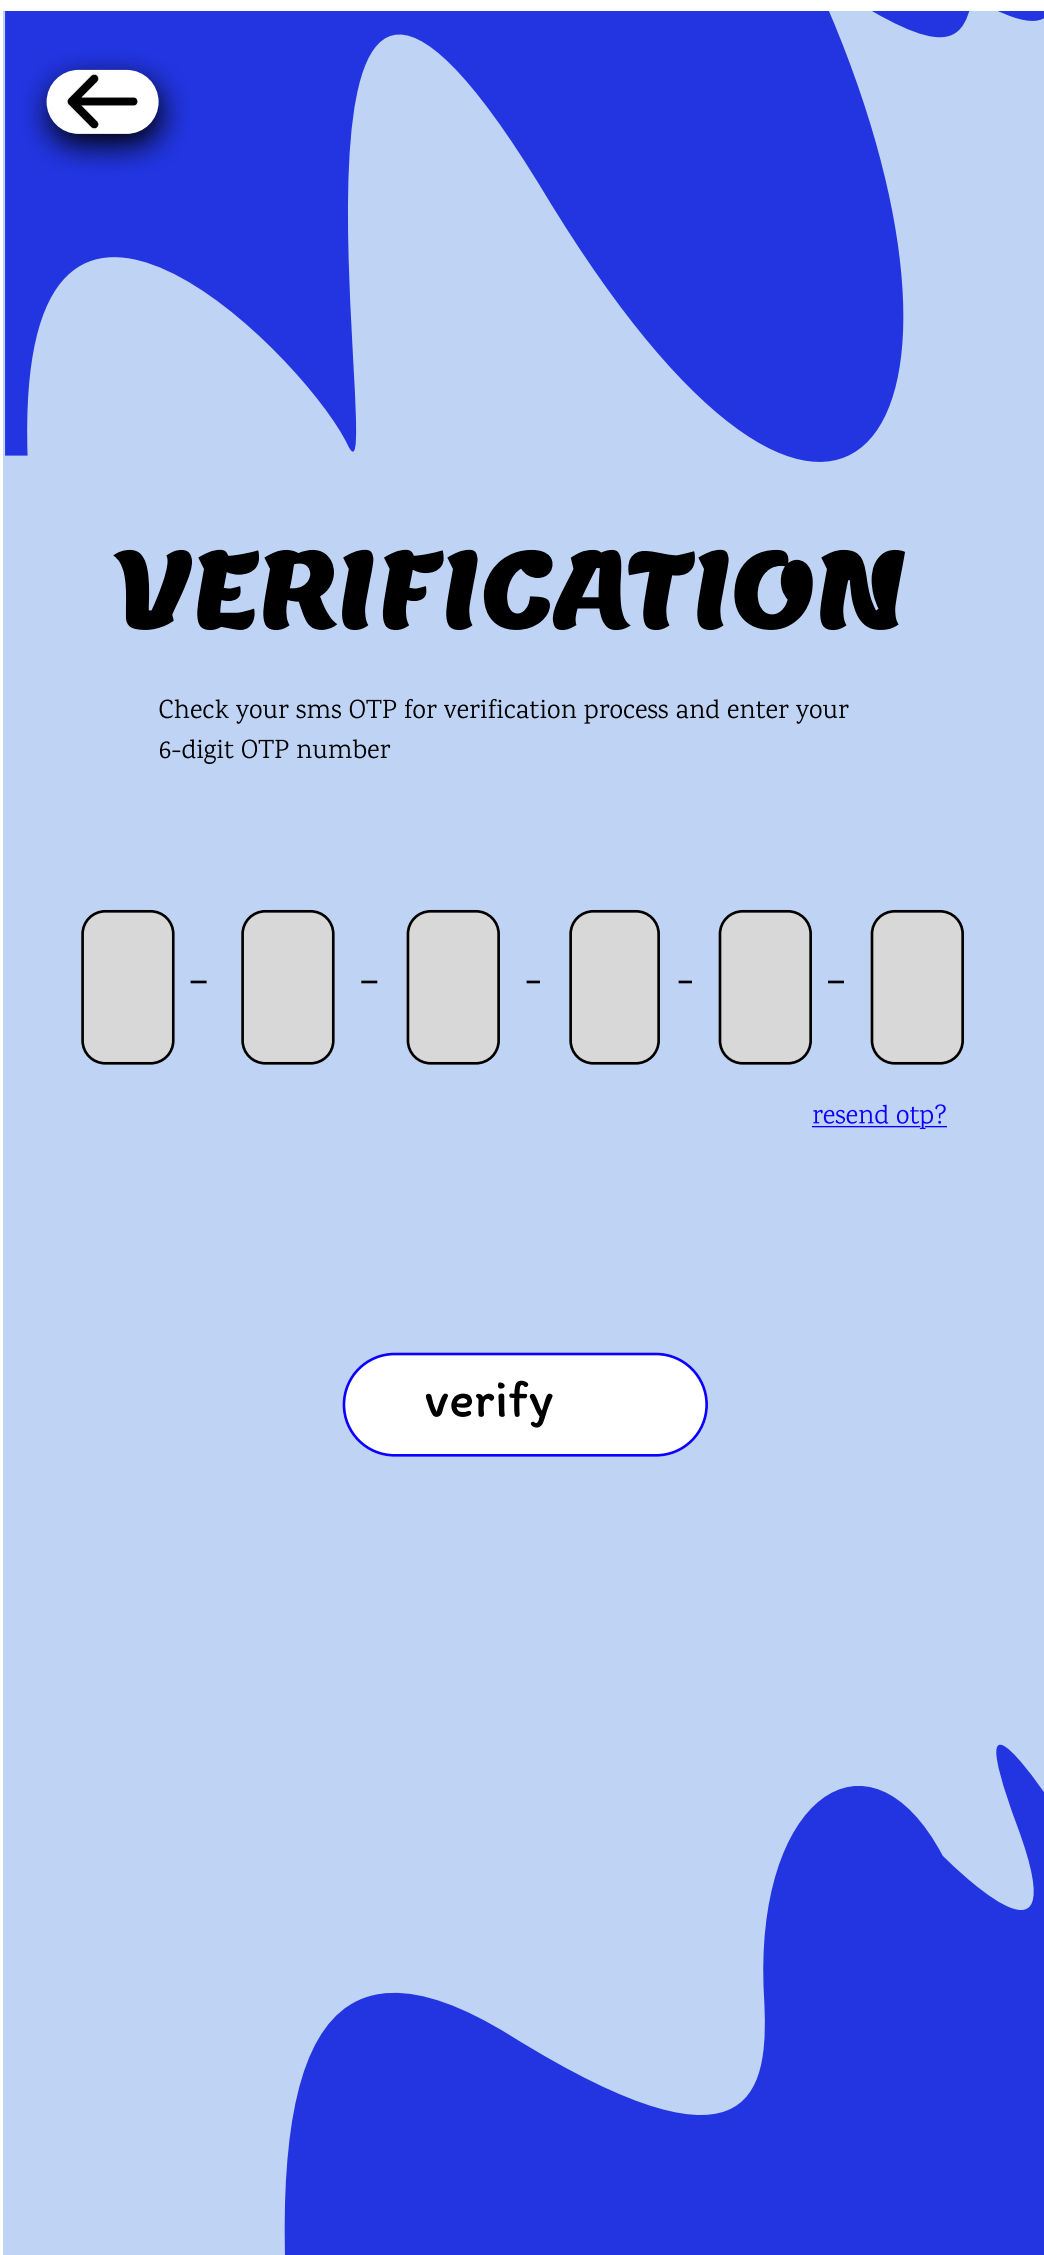 VERIFICATION
Check your sms OTP for verification process and enter your
6-digit OTP number
- - - - -
resend otp?
verify